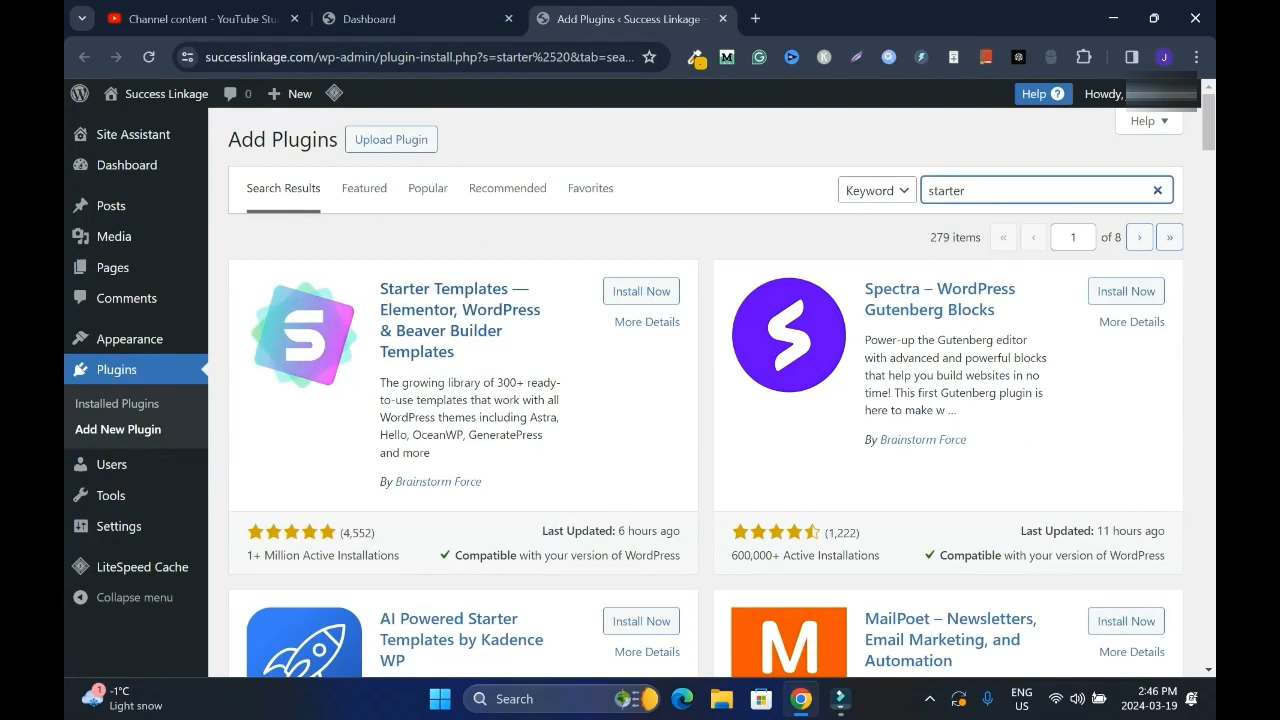 Channel content - YouTube Stu
Dashboard
Add Plugins ‹ Success Linkage –
successlinkage.com/wp-admin/plugin-install.php?s=starter%2520&tab=sea...
J
Success Linkage
0
New
Help ?
Howdy,
Site Assistant
Dashboard
Posts
Media
Pages
Comments
Appearance
Plugins
Installed Plugins
Add New Plugin
Users
Tools
Settings
LiteSpeed Cache
Collapse menu
Add Plugins
Upload Plugin
Help
Search Results
Featured
Popular
Recommended
Favorites
Keyword
starter
279 items
«
‹
1
of 8
›
»
Starter Templates —
Elementor, WordPress
& Beaver Builder
Templates
Install Now
More Details
The growing library of 300+ ready-
to-use templates that work with all
WordPress themes including Astra,
Hello, OceanWP, GeneratePress
and more
By Brainstorm Force
(4,552)
Last Updated: 6 hours ago
1+ Million Active Installations
Compatible with your version of WordPress
Spectra – WordPress
Gutenberg Blocks
Install Now
More Details
Power-up the Gutenberg editor
with advanced and powerful blocks
that help you build websites in no
time! This first Gutenberg plugin is
here to make w ...
By Brainstorm Force
(1,222)
Last Updated: 11 hours ago
600,000+ Active Installations
Compatible with your version of WordPress
AI Powered Starter
Templates by Kadence
WP
Install Now
More Details
M
MailPoet – Newsletters,
Email Marketing, and
Automation
Install Now
More Details
1
-1°C
Light snow
Search
ENG
US
2:46 PM
2024-03-19